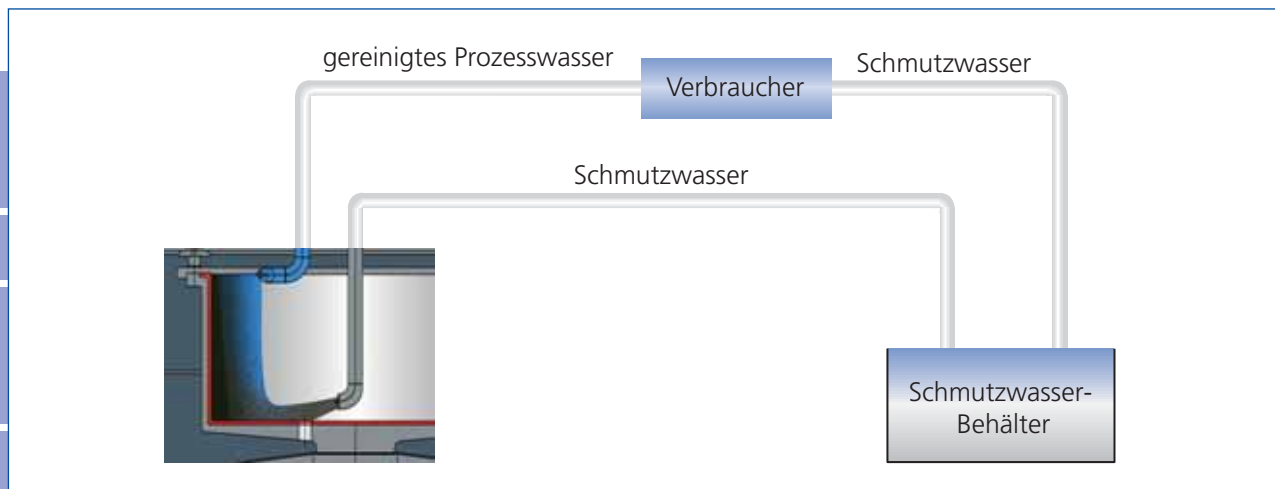 gereinigtes Prozesswasser
Verbraucher
Schmutzwasser
Schmutzwasser
Schmutzwasser-
Behälter